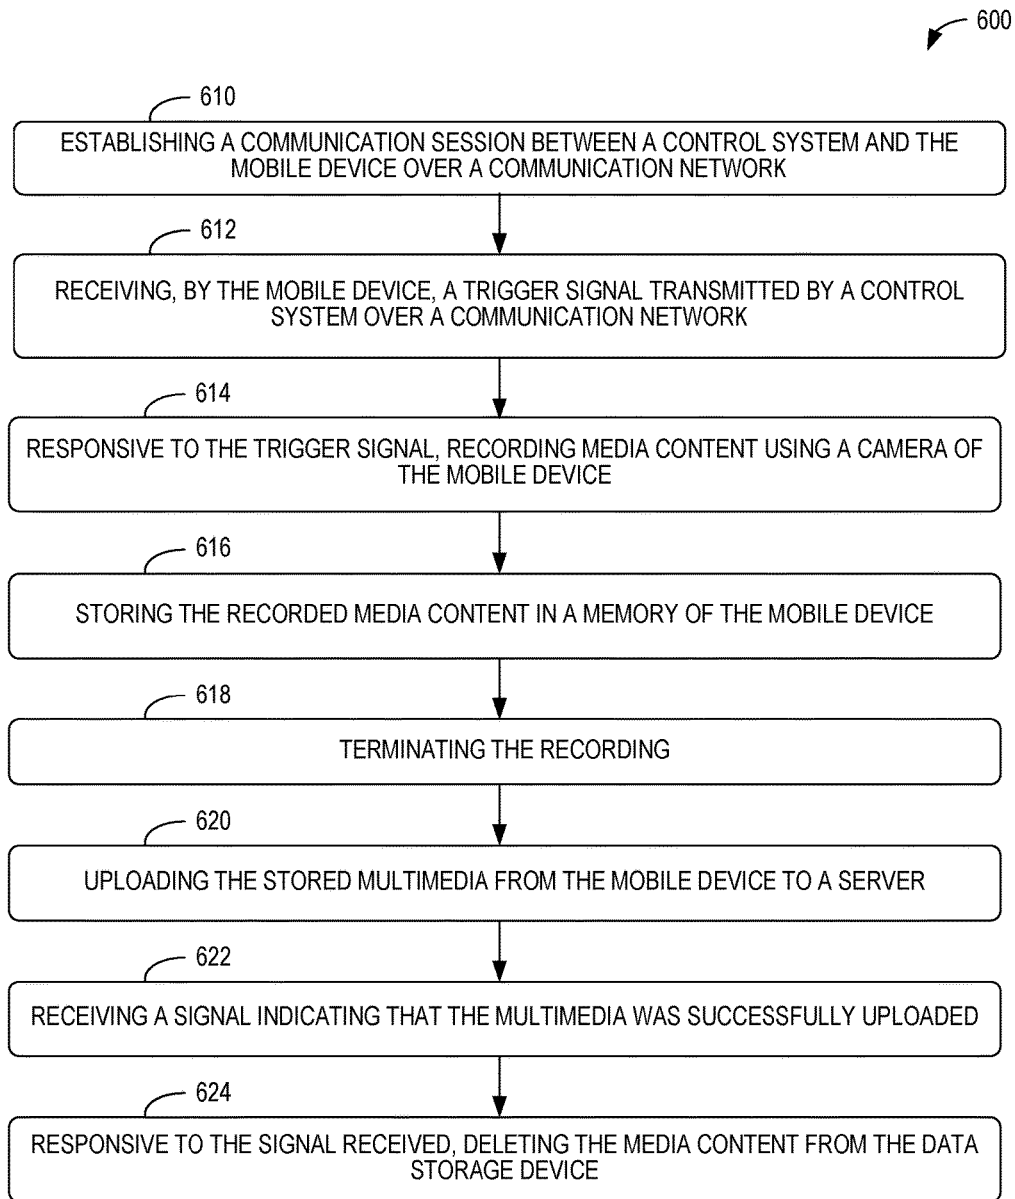 600
610
ESTABLISHING A COMMUNICATION SESSION BETWEEN A CONTROL SYSTEM AND THE
MOBILE DEVICE OVER A COMMUNICATION NETWORK
612
RECEIVING, BY THE MOBILE DEVICE, A TRIGGER SIGNAL TRANSMITTED BY A CONTROL
SYSTEM OVER A COMMUNICATION NETWORK
614
RESPONSIVE TO THE TRIGGER SIGNAL, RECORDING MEDIA CONTENT USING A CAMERA OF
THE MOBILE DEVICE
616
STORING THE RECORDED MEDIA CONTENT IN A MEMORY OF THE MOBILE DEVICE
618
TERMINATING THE RECORDING
620
UPLOADING THE STORED MULTIMEDIA FROM THE MOBILE DEVICE TO A SERVER
622
RECEIVING A SIGNAL INDICATING THAT THE MULTIMEDIA WAS SUCCESSFULLY UPLOADED
624
RESPONSIVE TO THE SIGNAL RECEIVED, DELETING THE MEDIA CONTENT FROM THE DATA
STORAGE DEVICE